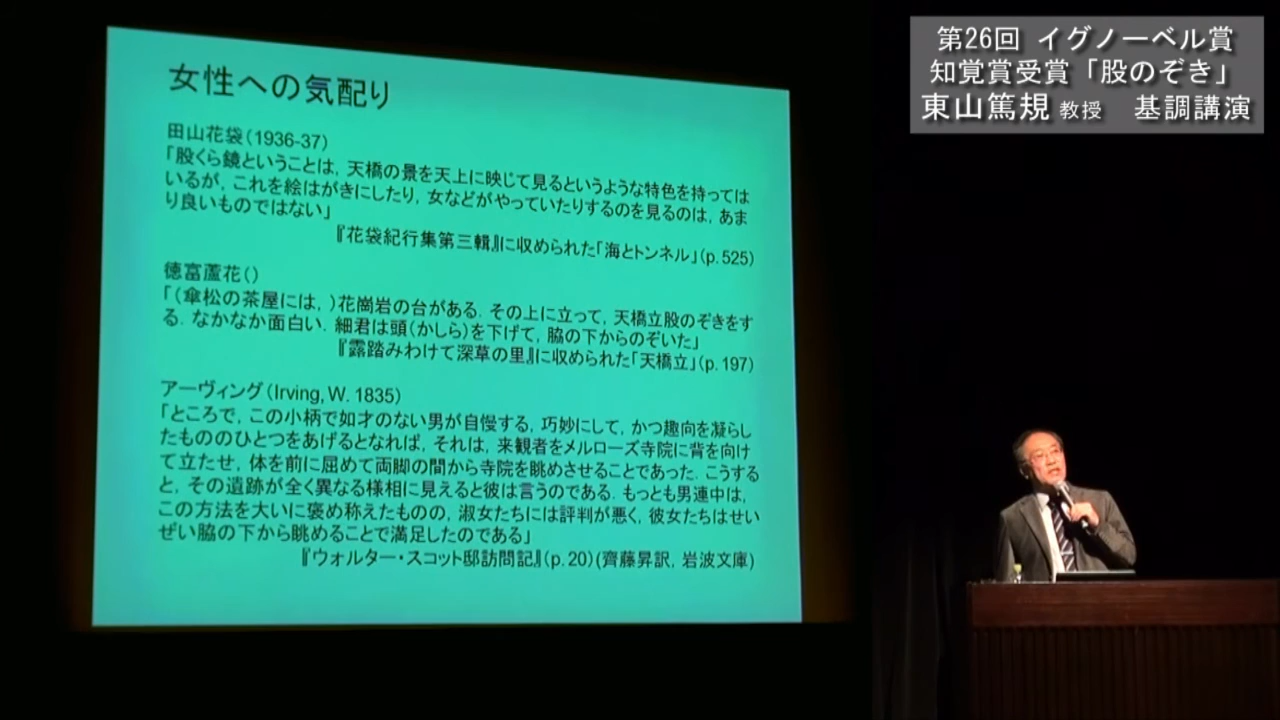 女性への気配り
田山花袋(1936-37)
「股くら鏡ということは, 天橋の景を天上に映じて見るというような特色を持っては
いるが, これを絵はがきにしたり, 女などがやっていたりするのを見るのは, あま
り良いものではない」
『花袋紀行集第三輯』に収められた「海とトンネル」(p.525)
徳富蘆花()
「(傘松の茶屋には, )花崗岩の台がある. その上に立って, 天橋立股のぞきをす
る. なかなか面白い. 細君は頭(かしら)を下げて, 脇の下からのぞいた」
『露踏みわけて深草の里』に収められた「天橋立」(p.197)
アーヴィング(Irving, W. 1835)
「ところで, この小柄で如才のない男が自慢する, 巧妙にして, かつ趣向を凝らし
たもののひとつをあげるとなれば, それは, 来観者をメルローズ寺院に背を向け
て立たせ, 体を前に屈めて両脚の間から寺院を眺めさせることであった. こうする
と, その遺跡が全く異なる様相に見えると彼は言うのである. もっとも男連中は,
この方法を大いに褒め称えたものの, 淑女たちには評判が悪く, 彼女たちはせい
ぜい脇の下から眺めることで満足したのである」
『ウォルター・スコット邸訪問記』(p.20)(齊藤昇訳, 岩波文庫)
第26回 イグノーベル賞
知覚賞受賞「股のぞき」
東山篤規 教授 基調講演